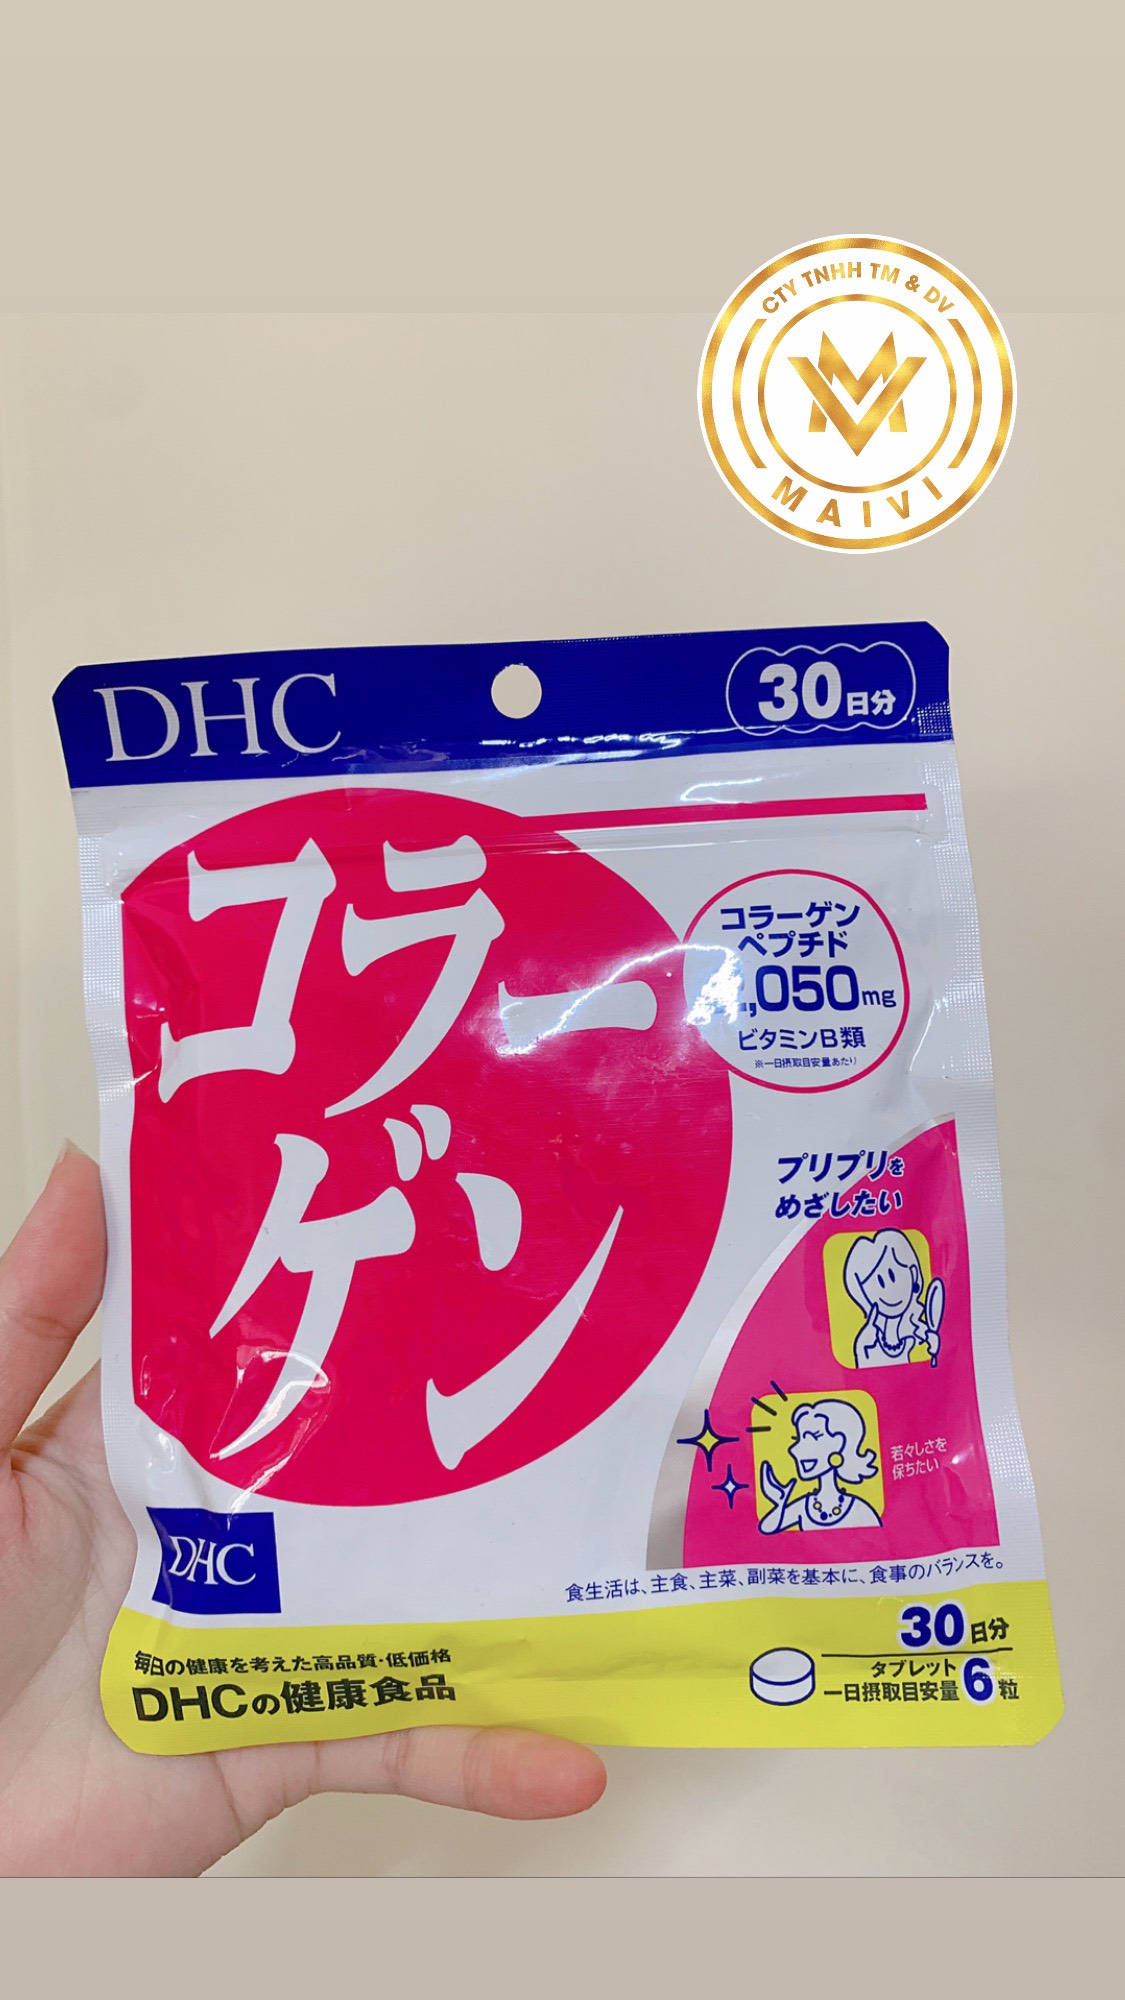 CTY TNHH TM & DV
MAIVI
DHC
30日分
コラー
ゲン
コラーゲン
ペプチド
,050mg
ビタミンB類
※一日摂取目安量あたり
プリプリを
めざしたい
若々しさを
保ちたい
DHC
食生活は、主食、主菜、副菜を基本に、食事のバランスを。
毎日の健康を考えた高品質・低価格
DHCの健康食品
30日分
タブレット
一日摂取目安量6粒